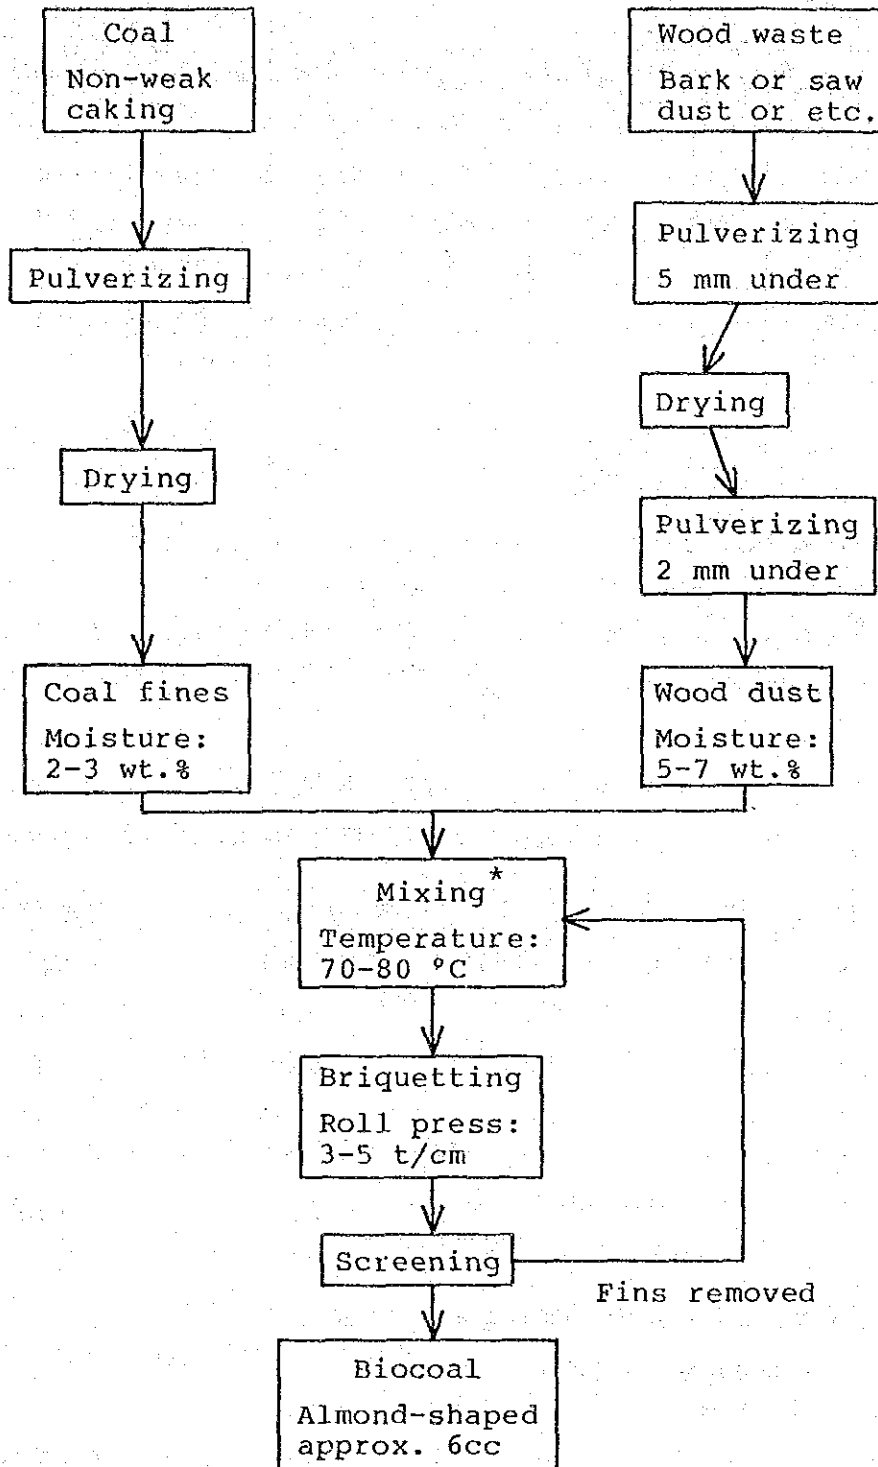 Coal
Non-weak
caking
Pulverizing
Drying
Coal fines
Moisture:
2-3 wt.%
Wood waste
Bark or saw
dust or etc.
Pulverizing
5 mm under
Drying
Pulverizing
2 mm under
Wood dust
Moisture:
5-7 wt.%
Mixing*
Temperature:
70-80 ºC
Briquetting
Roll press:
3-5 t/cm
Screening
Fins removed
Biocoal
Almond-shaped
approx. 6cc